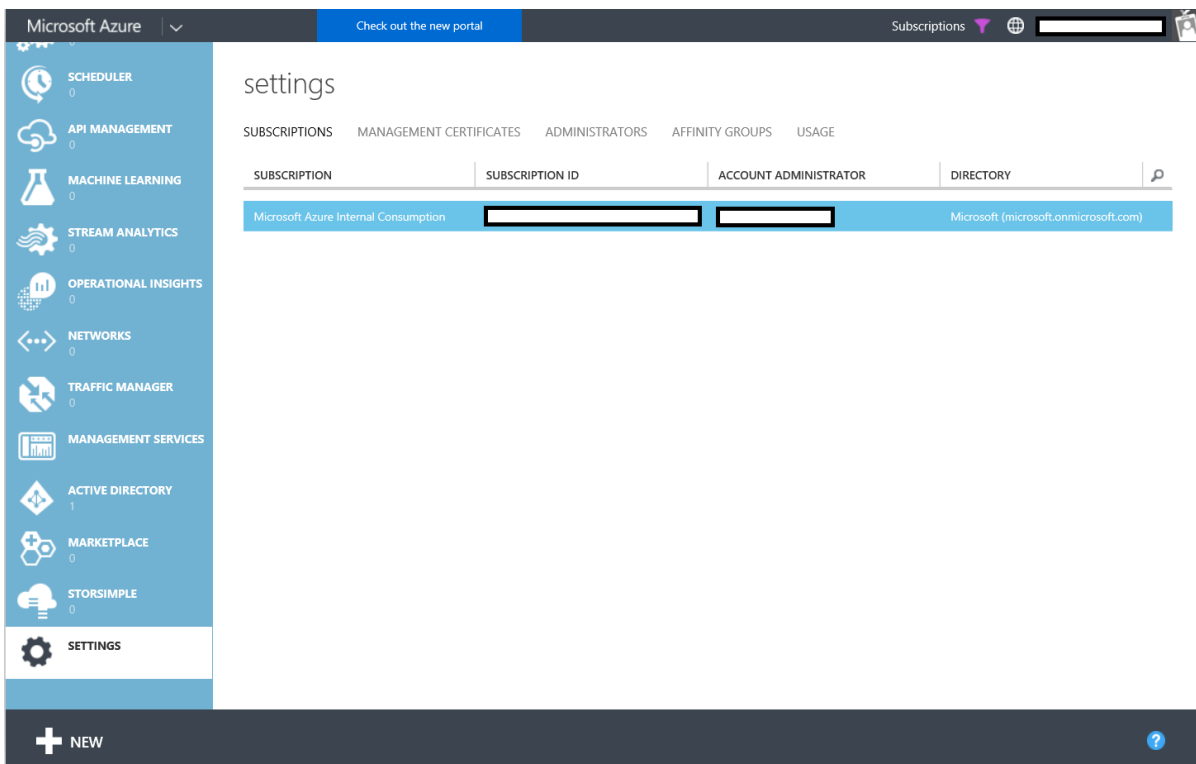 Microsoft Azure
Check out the new portal
Subscriptions
0
SCHEDULER
0
API MANAGEMENT
0
MACHINE LEARNING
0
STREAM ANALYTICS
0
OPERATIONAL INSIGHTS
0
NETWORKS
0
TRAFFIC MANAGER
0
MANAGEMENT SERVICES
ACTIVE DIRECTORY
1
MARKETPLACE
0
STORSIMPLE
0
SETTINGS
settings
SUBSCRIPTIONS MANAGEMENT CERTIFICATES ADMINISTRATORS AFFINITY GROUPS USAGE
SUBSCRIPTION SUBSCRIPTION ID ACCOUNT ADMINISTRATOR DIRECTORY
Microsoft Azure Internal Consumption Microsoft (microsoft.onmicrosoft.com)
NEW
?